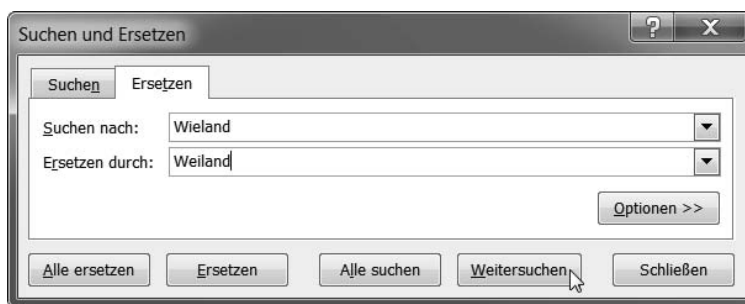 Suchen und Ersetzen
? X
Suchen Ersetzen
Suchen nach: Wieland
Ersetzen durch: Weiland
Optionen >>
Alle ersetzen Ersetzen Alle suchen Weitersuchen Schließen